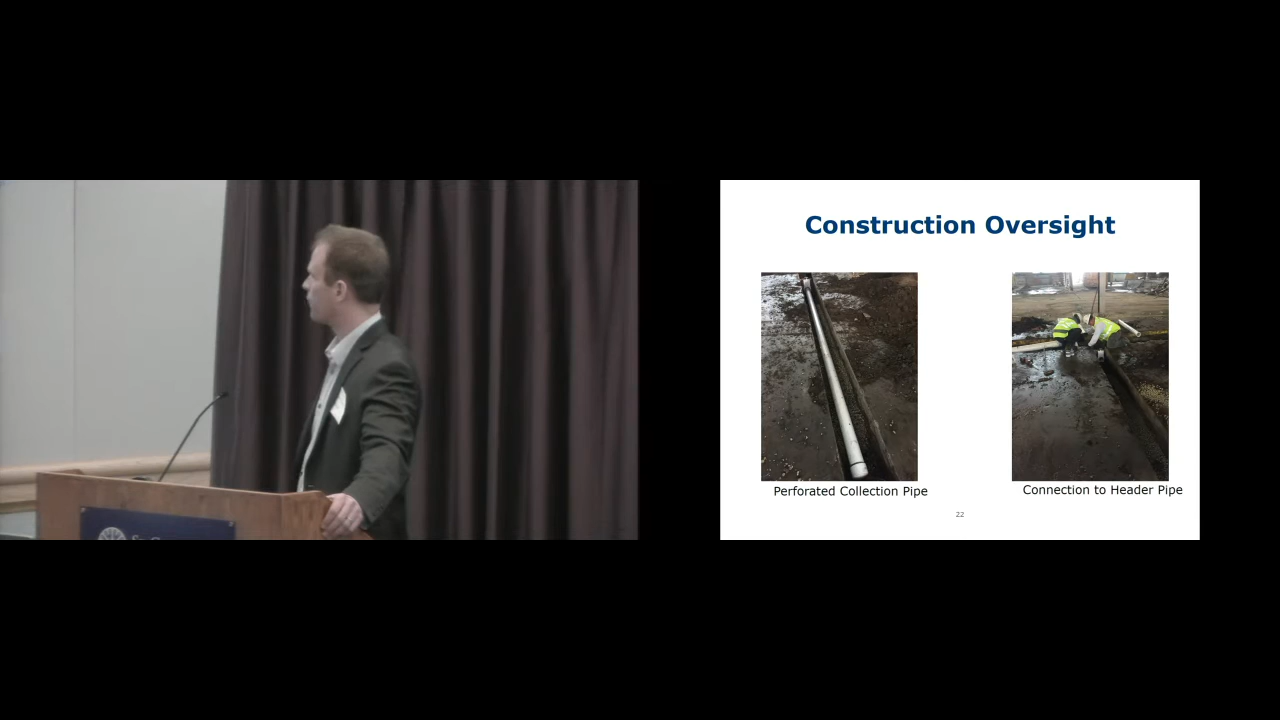 Construction Oversight
Perforated Collection Pipe
Connection to Header Pipe
22